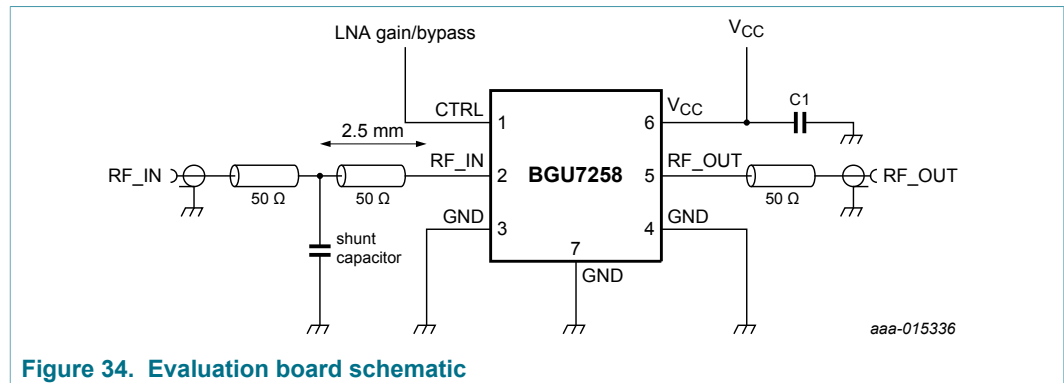 LNA gain/bypass
VCC
C1
CTRL
1
VCC
6
2.5 mm
RF_IN
50 Ω
50 Ω
RF_IN
2
BGU7258
5
RF_OUT
50 Ω
RF_OUT
shunt
capacitor
GND
3
4
GND
7
GND
aaa-015336
Figure 34. Evaluation board schematic